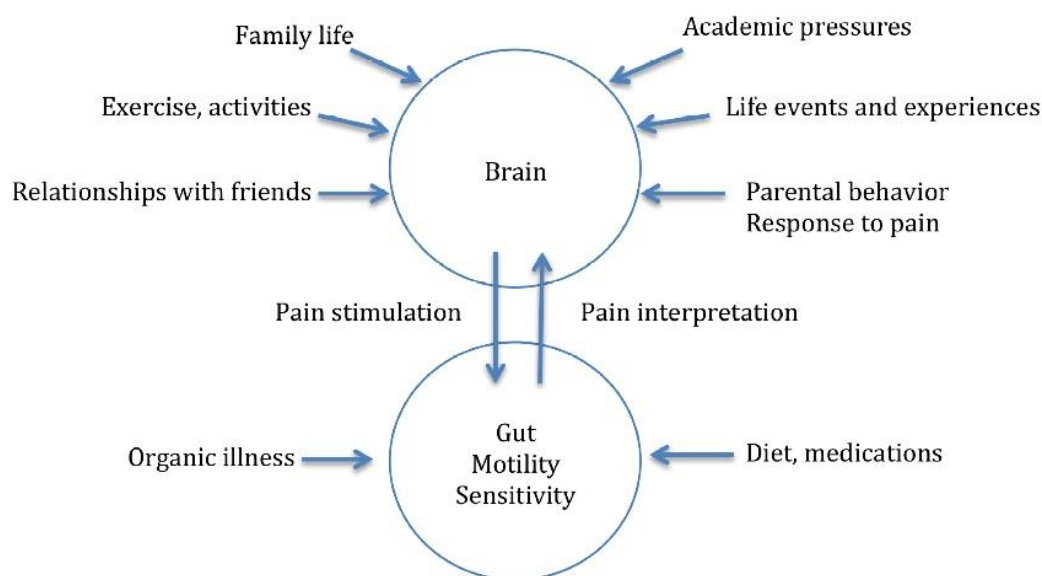 Family life
Academic pressures
Exercise, activities
Life events and experiences
Brain
Relationships with friends
Parental behavior
Response to pain
Pain stimulation
Pain interpretation
Gut
Motility
Sensitivity
Organic illness
Diet, medications